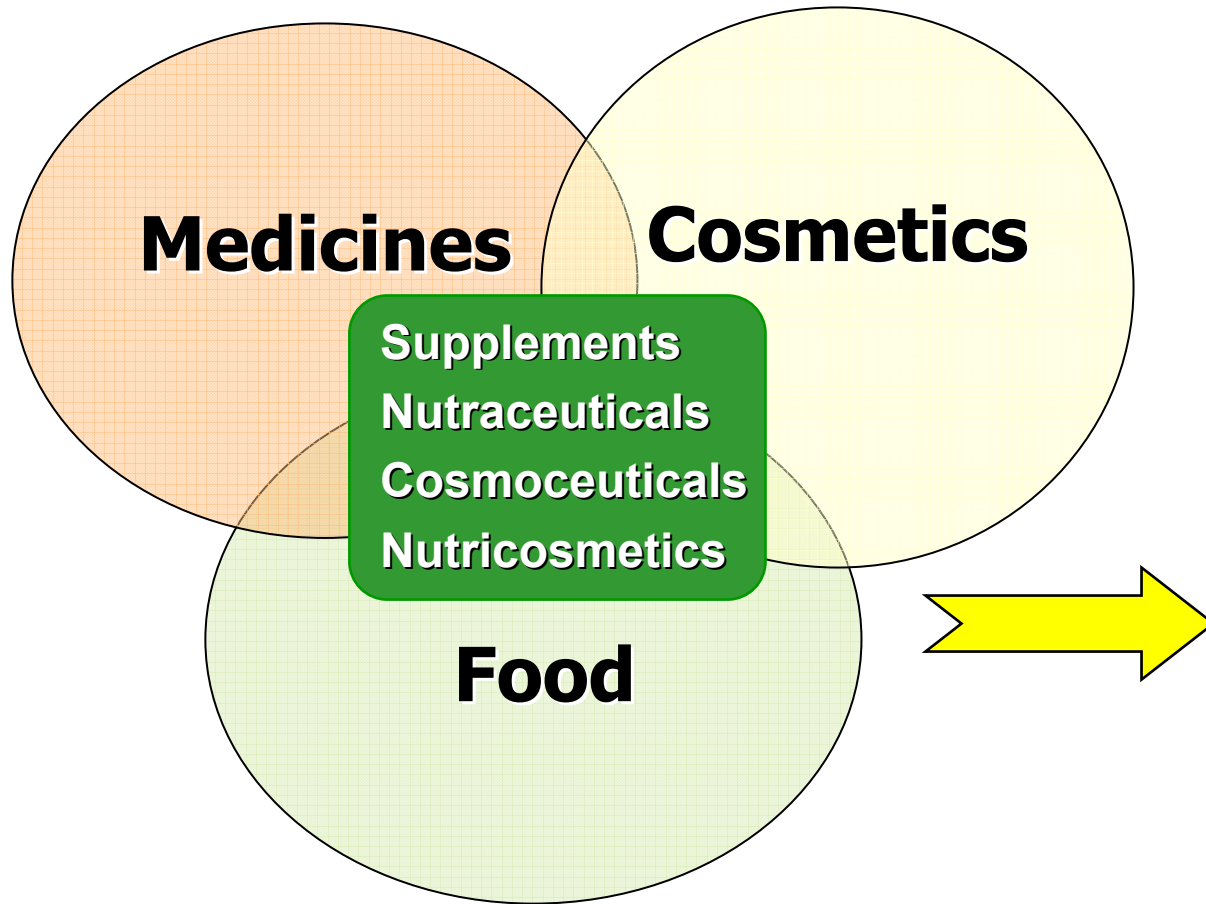 Medicines
Cosmetics
Supplements
Nutraceuticals
Cosmoceuticals
Nutricosmetics
Food